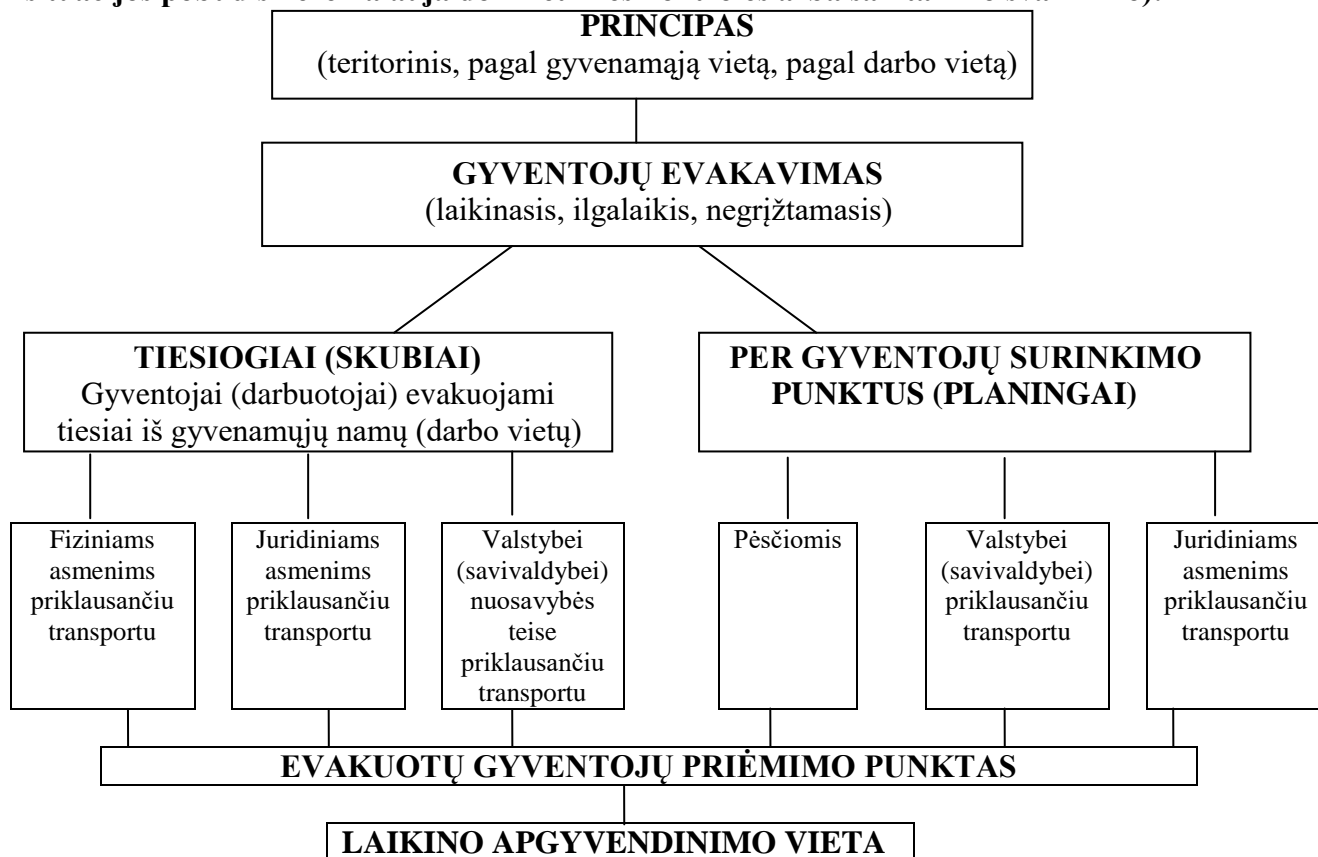 PRINCIPAS
(teritorinis, pagal gyvenamąją vietą, pagal darbo vietą)
GYVENTOJŲ EVAKAVIMAS
(laikinasis, ilgalaikis, negrįžtamasis)
TIESIOGIAI (SKUBIAI)
Gyventojai (darbuotojai) evakuojami
tiesiai iš gyvenamųjų namų (darbo vietų)
PER GYVENTOJŲ SURINKIMO
PUNKTUS (PLANINGAI)
Fiziniams
asmenims
priklausančiu
transportu
Juridiniams
asmenims
priklausančiu
transportu
Valstybei
(savivaldybei)
nuosavybės
teise
priklausančiu
transportu
Pėsčiomis
Valstybei
(savivaldybei)
priklausančiu
transportu
Juridiniams
asmenims
priklausančiu
transportu
EVAKUOTŲ GYVENTOJŲ PRIĖMIMO PUNKTAS
LAIKINO APGYVENDINIMO VIETA